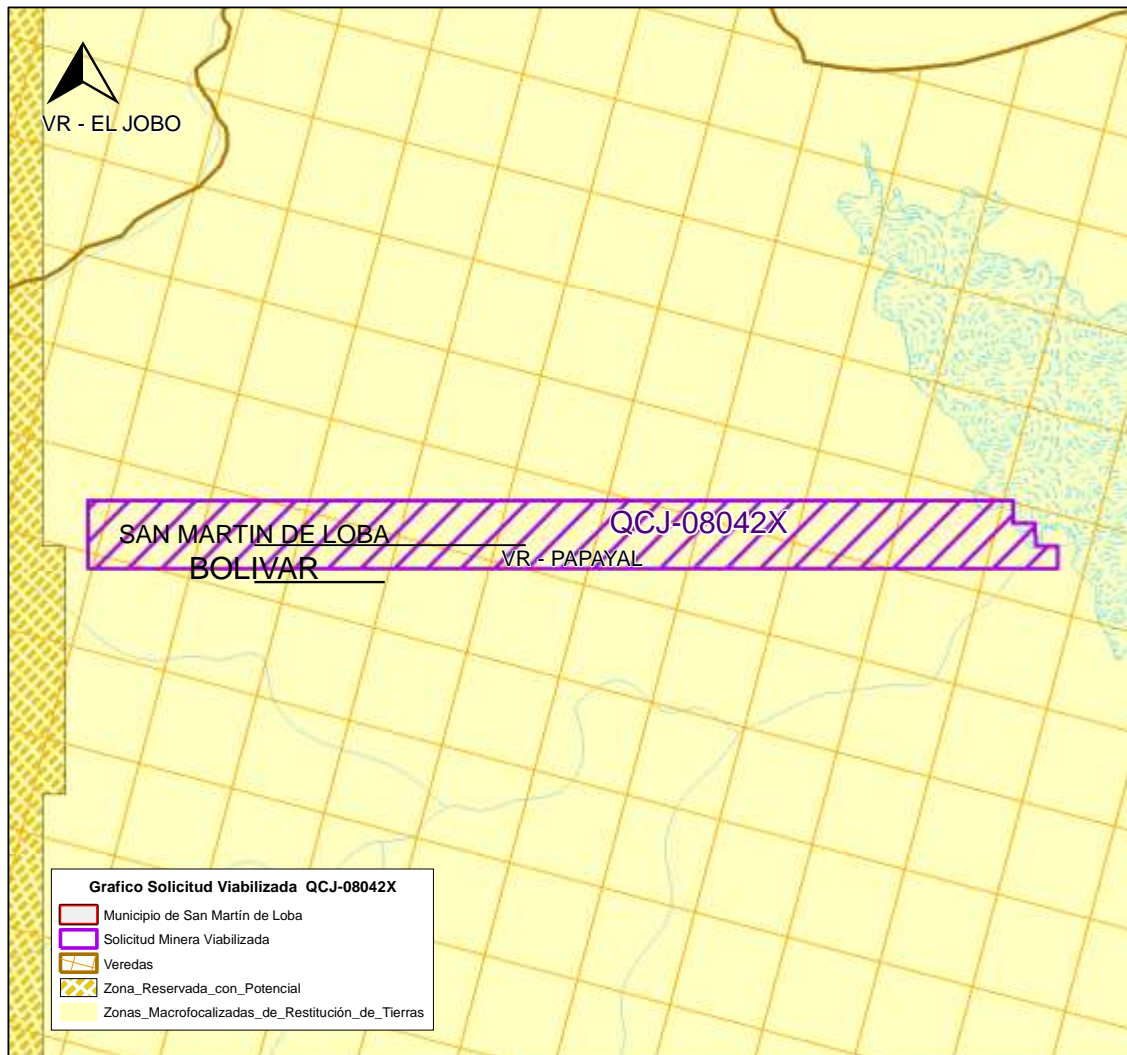 VR - EL JOBO
QCJ-08042X
SAN MARTIN DE LOBA
VR - PAPAYAL
BOLIVAR
Grafico Solicitud Viabilizada QCJ-08042X
Municipio de San Martín de Loba
Solicitud Minera Viabilizada
Veredas
Zona_Reservada_con_Potencial
Zonas_Macrofocalizadas_de_Restitución_de_Tierras